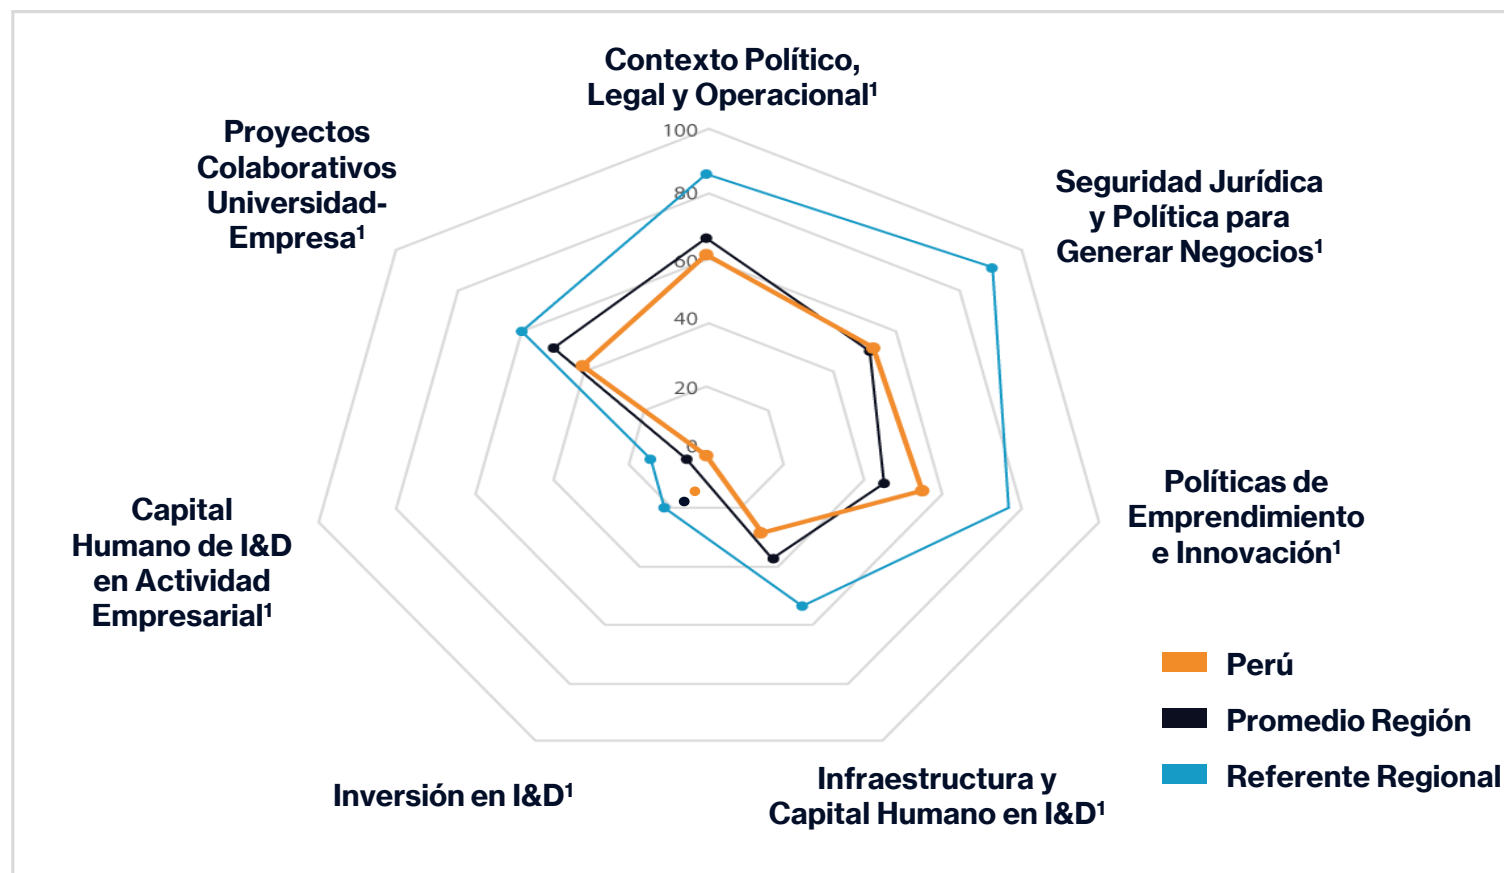 Contexto Político,
Legal y Operacional¹
Proyectos
Colaborativos
Universidad-
Empresa¹
Seguridad Jurídica
y Política para
Generar Negocios¹
100
80
60
40
20
0
Capital
Humano de I&D
en Actividad
Empresarial¹
Políticas de
Emprendimiento
e Innovación¹
Inversión en I&D¹
Infraestructura y
Capital Humano en I&D¹
Perú
Promedio Región
Referente Regional